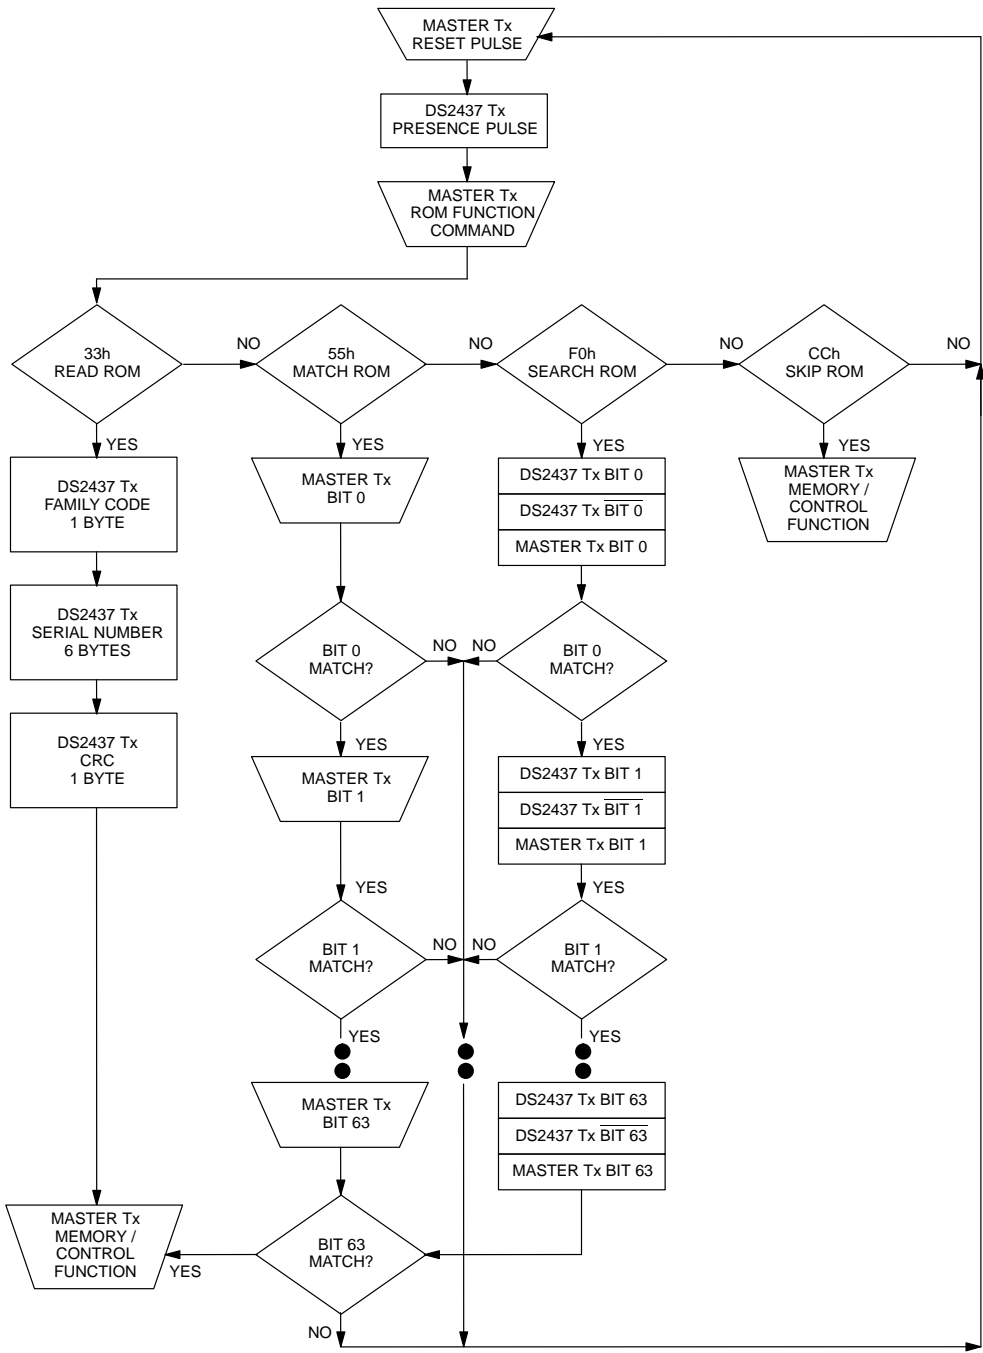 MASTER Tx
RESET PULSE
DS2437 Tx
PRESENCE PULSE
MASTER Tx
ROM FUNCTION
COMMAND
33h
READ ROM
NO
55h
MATCH ROM
NO
F0h
SEARCH ROM
NO
CCh
SKIP ROM
NO
YES
YES
YES
YES
DS2437 Tx
FAMILY CODE
1 BYTE
DS2437 Tx
SERIAL NUMBER
6 BYTES
DS2437 Tx
CRC
1 BYTE
MASTER Tx
BIT 0
BIT 0
MATCH?
NO
YES
MASTER Tx
BIT 1
YES
BIT 1
MATCH?
NO
YES
MASTER Tx
BIT 63
BIT 63
MATCH?
YES
NO
DS2437 Tx BIT 0
DS2437 Tx BIT 0
MASTER Tx BIT 0
NO
BIT 0
MATCH?
YES
DS2437 Tx BIT 1
DS2437 Tx BIT 1
MASTER Tx BIT 1
YES
NO
BIT 1
MATCH?
YES
DS2437 Tx BIT 63
DS2437 Tx BIT 63
MASTER Tx BIT 63
MASTER Tx
MEMORY /
CONTROL
FUNCTION
MASTER Tx
MEMORY /
CONTROL
FUNCTION